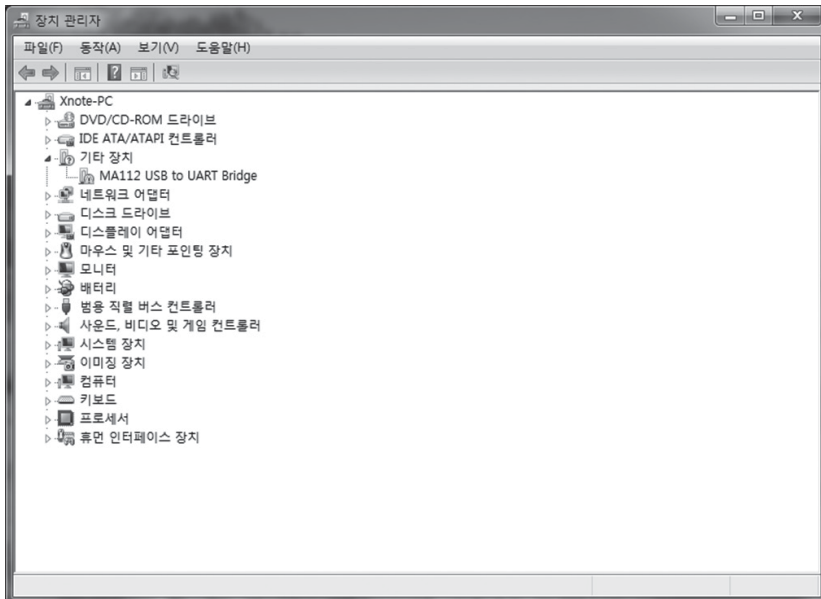 장치 관리자
파일(F) 동작(A) 보기(V) 도움말(H)
Xnote-PC
DVD/CD-ROM 드라이브
IDE ATA/ATAPI 컨트롤러
기타 장치
MA112 USB to UART Bridge
네트워크 어댑터
디스크 드라이브
디스플레이 어댑터
마우스 및 기타 포인팅 장치
모니터
배터리
범용 직렬 버스 컨트롤러
사운드, 비디오 및 게임 컨트롤러
시스템 장치
이미징 장치
컴퓨터
키보드
프로세서
휴먼 인터페이스 장치